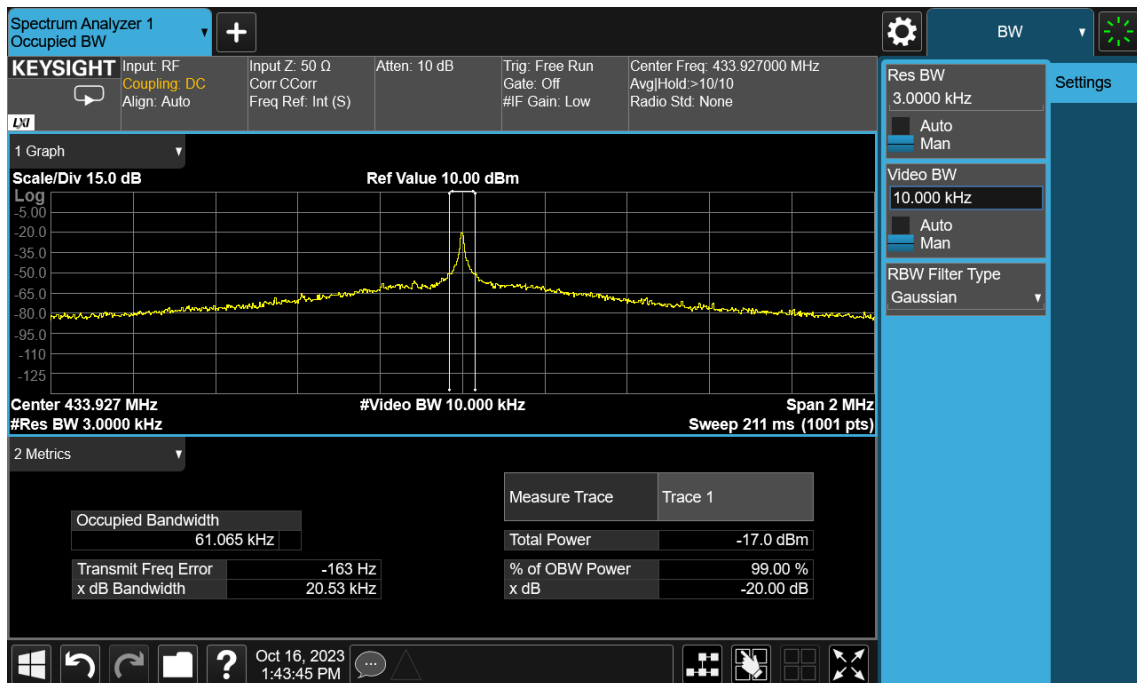 Spectrum Analyzer 1
Occupied BW
+
BW
KEYSIGHT
LXI
Input: RF
Coupling: DC
Align: Auto
Input Z: 50 Ω
Corr CCorr
Freq Ref: Int (S)
Atten: 10 dB
Trig: Free Run
Gate: Off
#IF Gain: Low
Center Freq: 433.927000 MHz
Avg|Hold:>10/10
Radio Std: None
1 Graph
Scale/Div 15.0 dB
Ref Value 10.00 dBm
Log
-5.00
-20.0
-35.0
-50.0
-65.0
-80.0
-95.0
-110
-125
Center 433.927 MHz
#Video BW 10.000 kHz
Span 2 MHz
#Res BW 3.0000 kHz
Sweep 211 ms (1001 pts)
2 Metrics
Measure Trace
Trace 1
Occupied Bandwidth
61.065 kHz
Total Power
-17.0 dBm
Transmit Freq Error
-163 Hz
% of OBW Power
99.00 %
x dB Bandwidth
20.53 kHz
x dB
-20.00 dB
Res BW
3.0000 kHz
Auto
Man
Video BW
10.000 kHz
Auto
Man
RBW Filter Type
Gaussian
Settings
?
Oct 16, 2023
1:43:45 PM